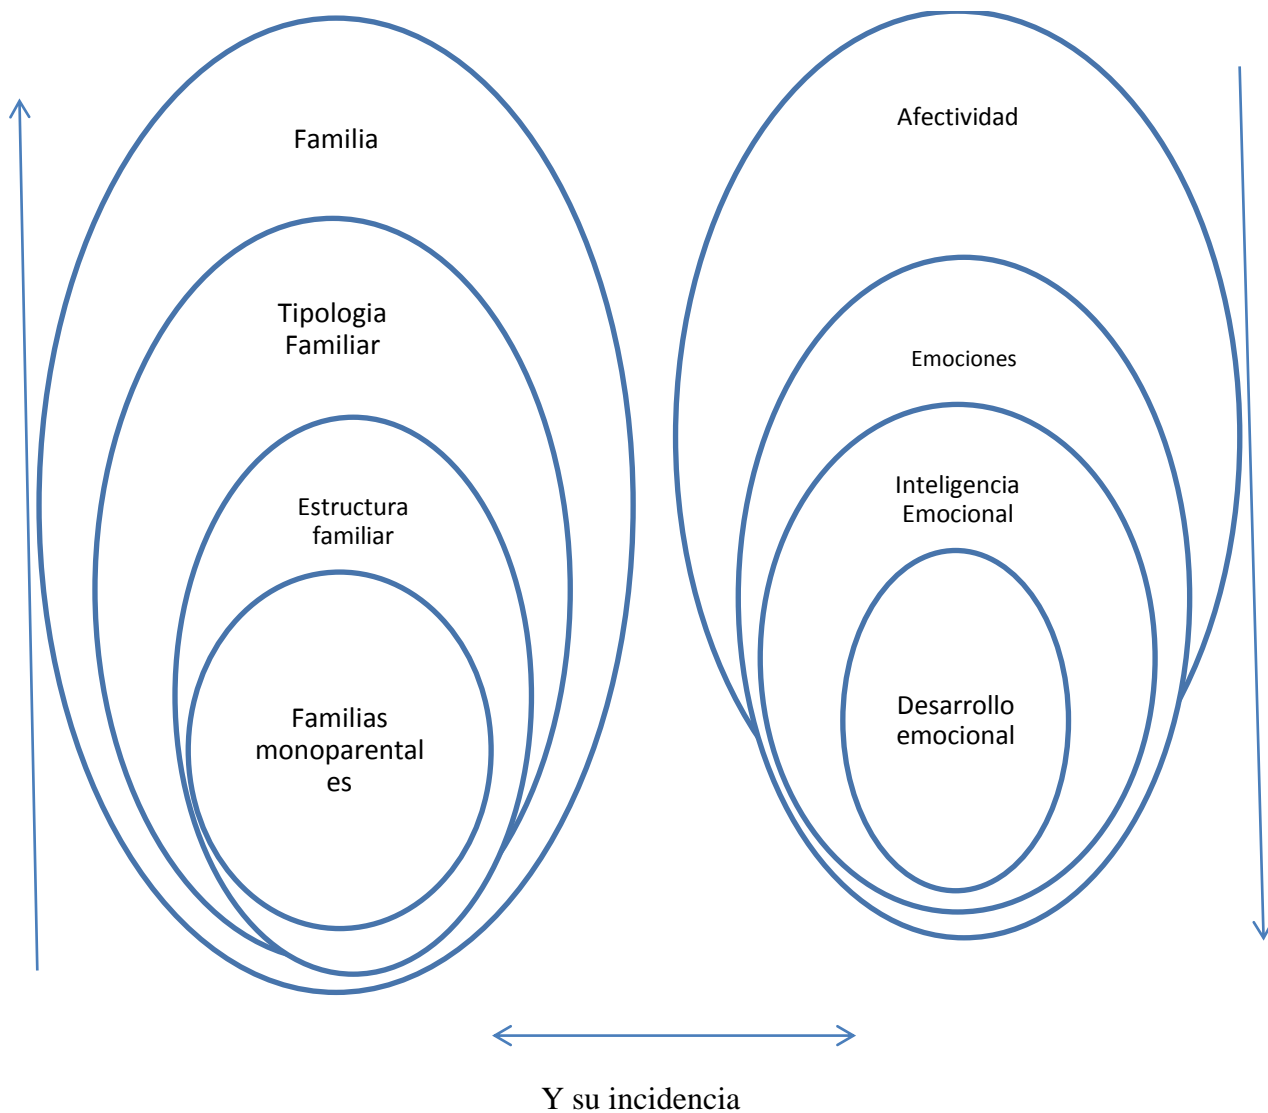 Familia
Tipologia
Familiar
Estructura
familiar
Familias
monoparental
es
Afectividad
Emociones
Inteligencia
Emocional
Desarrollo
emocional
Y su incidencia